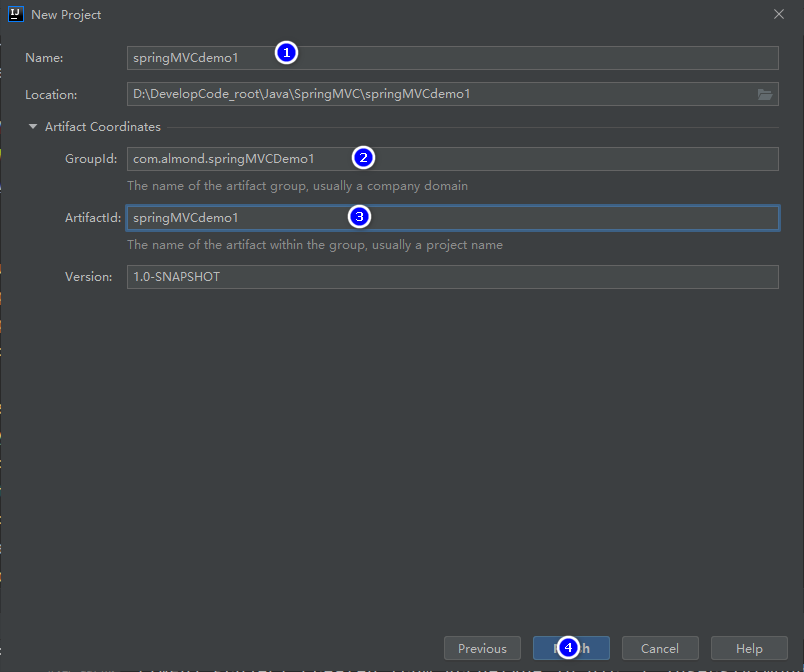 New Project
Name: springMVCdemo1 1
Location: D:\DevelopCode_root\Java\SpringMVC\springMVCdemo1
Artifact Coordinates
GroupId: com.almond.springMVCDemo1 2
The name of the artifact group, usually a company domain
ArtifactId: springMVCdemo1 3
The name of the artifact within the group, usually a project name
Version: 1.0-SNAPSHOT
Previous 4 Cancel Help